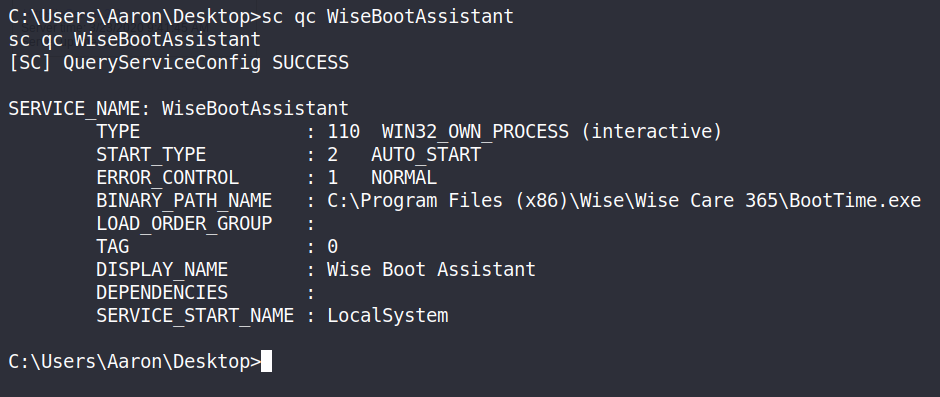 C:\Users\Aaron\Desktop>sc qc WiseBootAssistant
sc qc WiseBootAssistant
[SC] QueryServiceConfig SUCCESS
SERVICE_NAME: WiseBootAssistant
        TYPE               : 110  WIN32_OWN_PROCESS (interactive)
        START_TYPE         : 2   AUTO_START
        ERROR_CONTROL      : 1   NORMAL
        BINARY_PATH_NAME   : C:\Program Files (x86)\Wise\Wise Care 365\BootTime.exe
        LOAD_ORDER_GROUP   :
        TAG                : 0
        DISPLAY_NAME       : Wise Boot Assistant
        DEPENDENCIES       :
        SERVICE_START_NAME : LocalSystem
C:\Users\Aaron\Desktop>